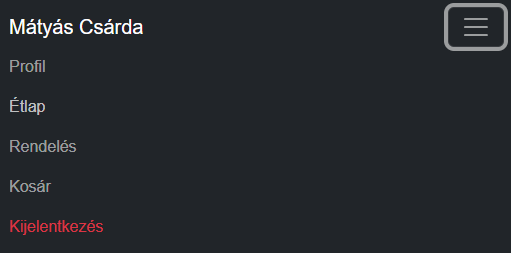 Mátyás Csárda
Profil
Étlap
Rendelés
Kosár
Kijelentkezés